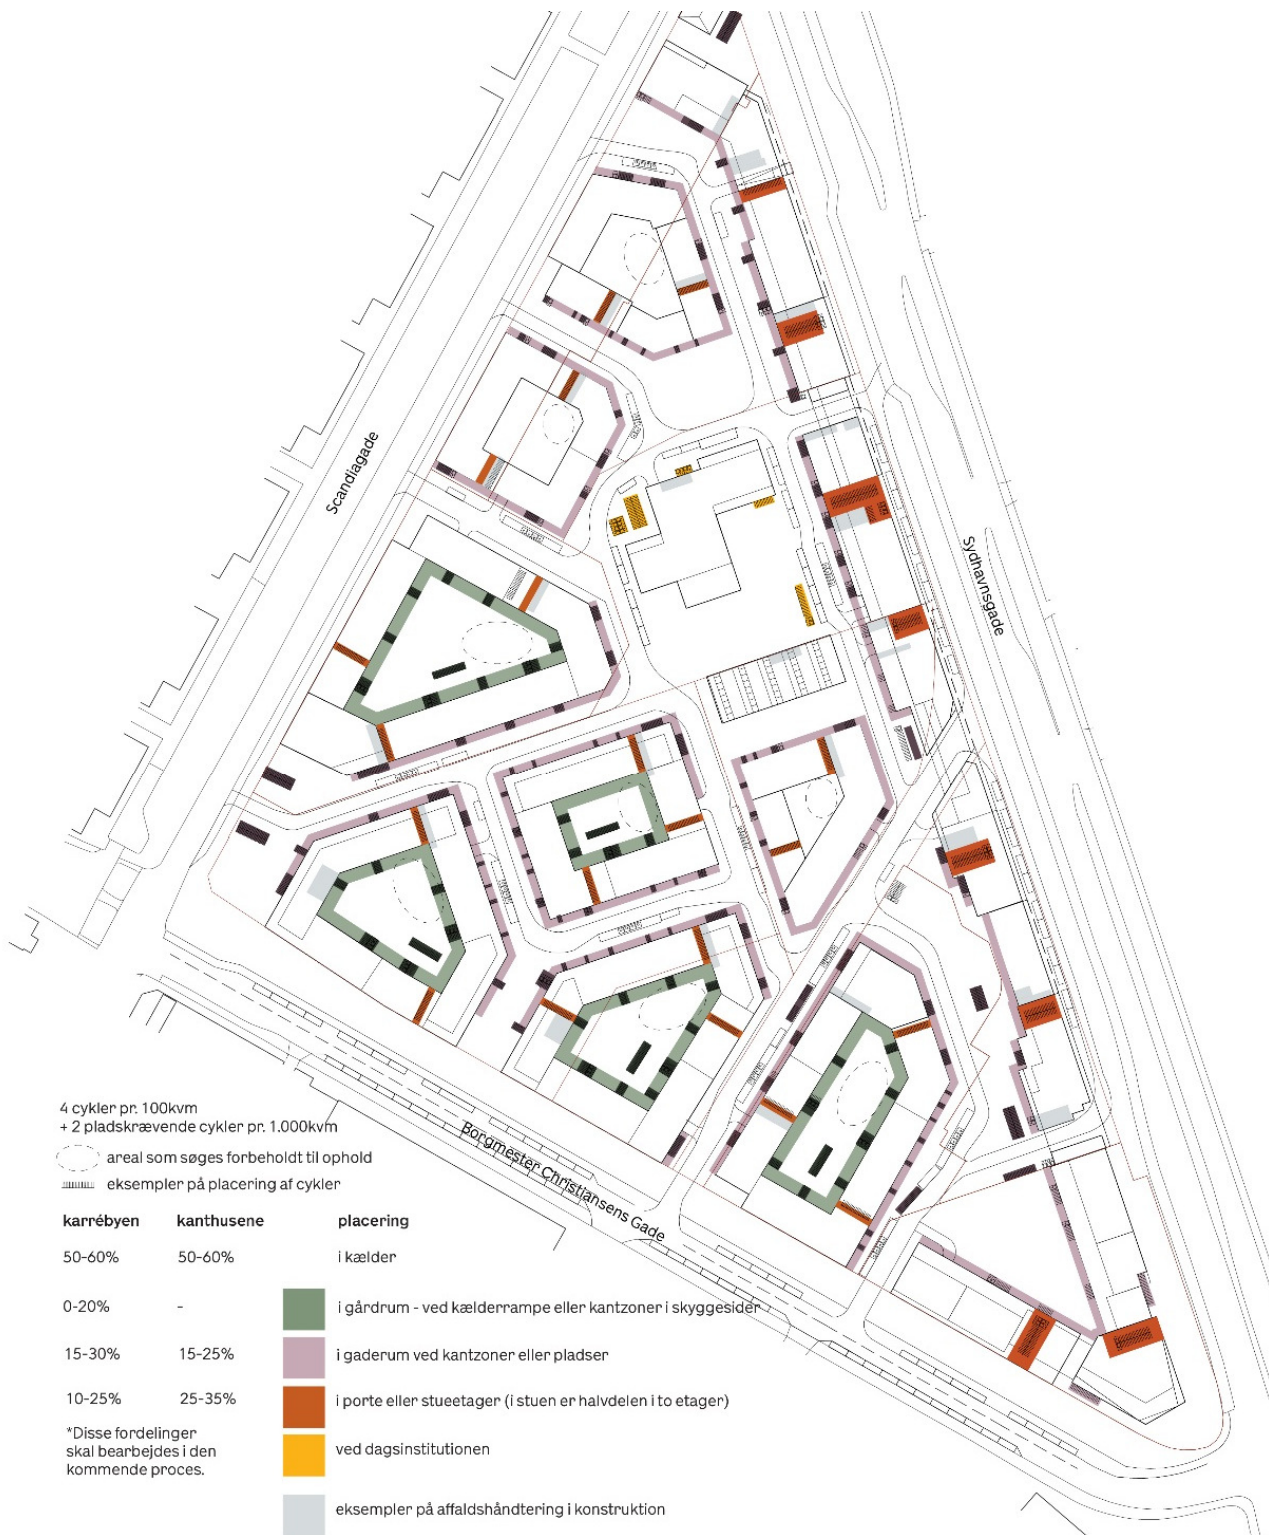 Scandiagade
Sydhavnsgade
Borgmester Christiansens Gade
4 cykler pr. 100kvm
+ 2 pladskrævende cykler pr. 1.000kvm
areal som søges forbeholdt til ophold
eksempler på placering af cykler
karrébyen kanthusene placering
50-60% 50-60% i kælder
0-20% - i gårdrum - ved kælderrampe eller kantzoner i skyggesider
15-30% 15-25% i gaderum ved kantzoner eller pladser
10-25% 25-35% i porte eller stueetager (i stuen er halvdelen i to etager)
*Disse fordelinger
skal bearbejdes i den
kommende proces.
ved dagsinstitutionen
eksempler på affaldshåndtering i konstruktion